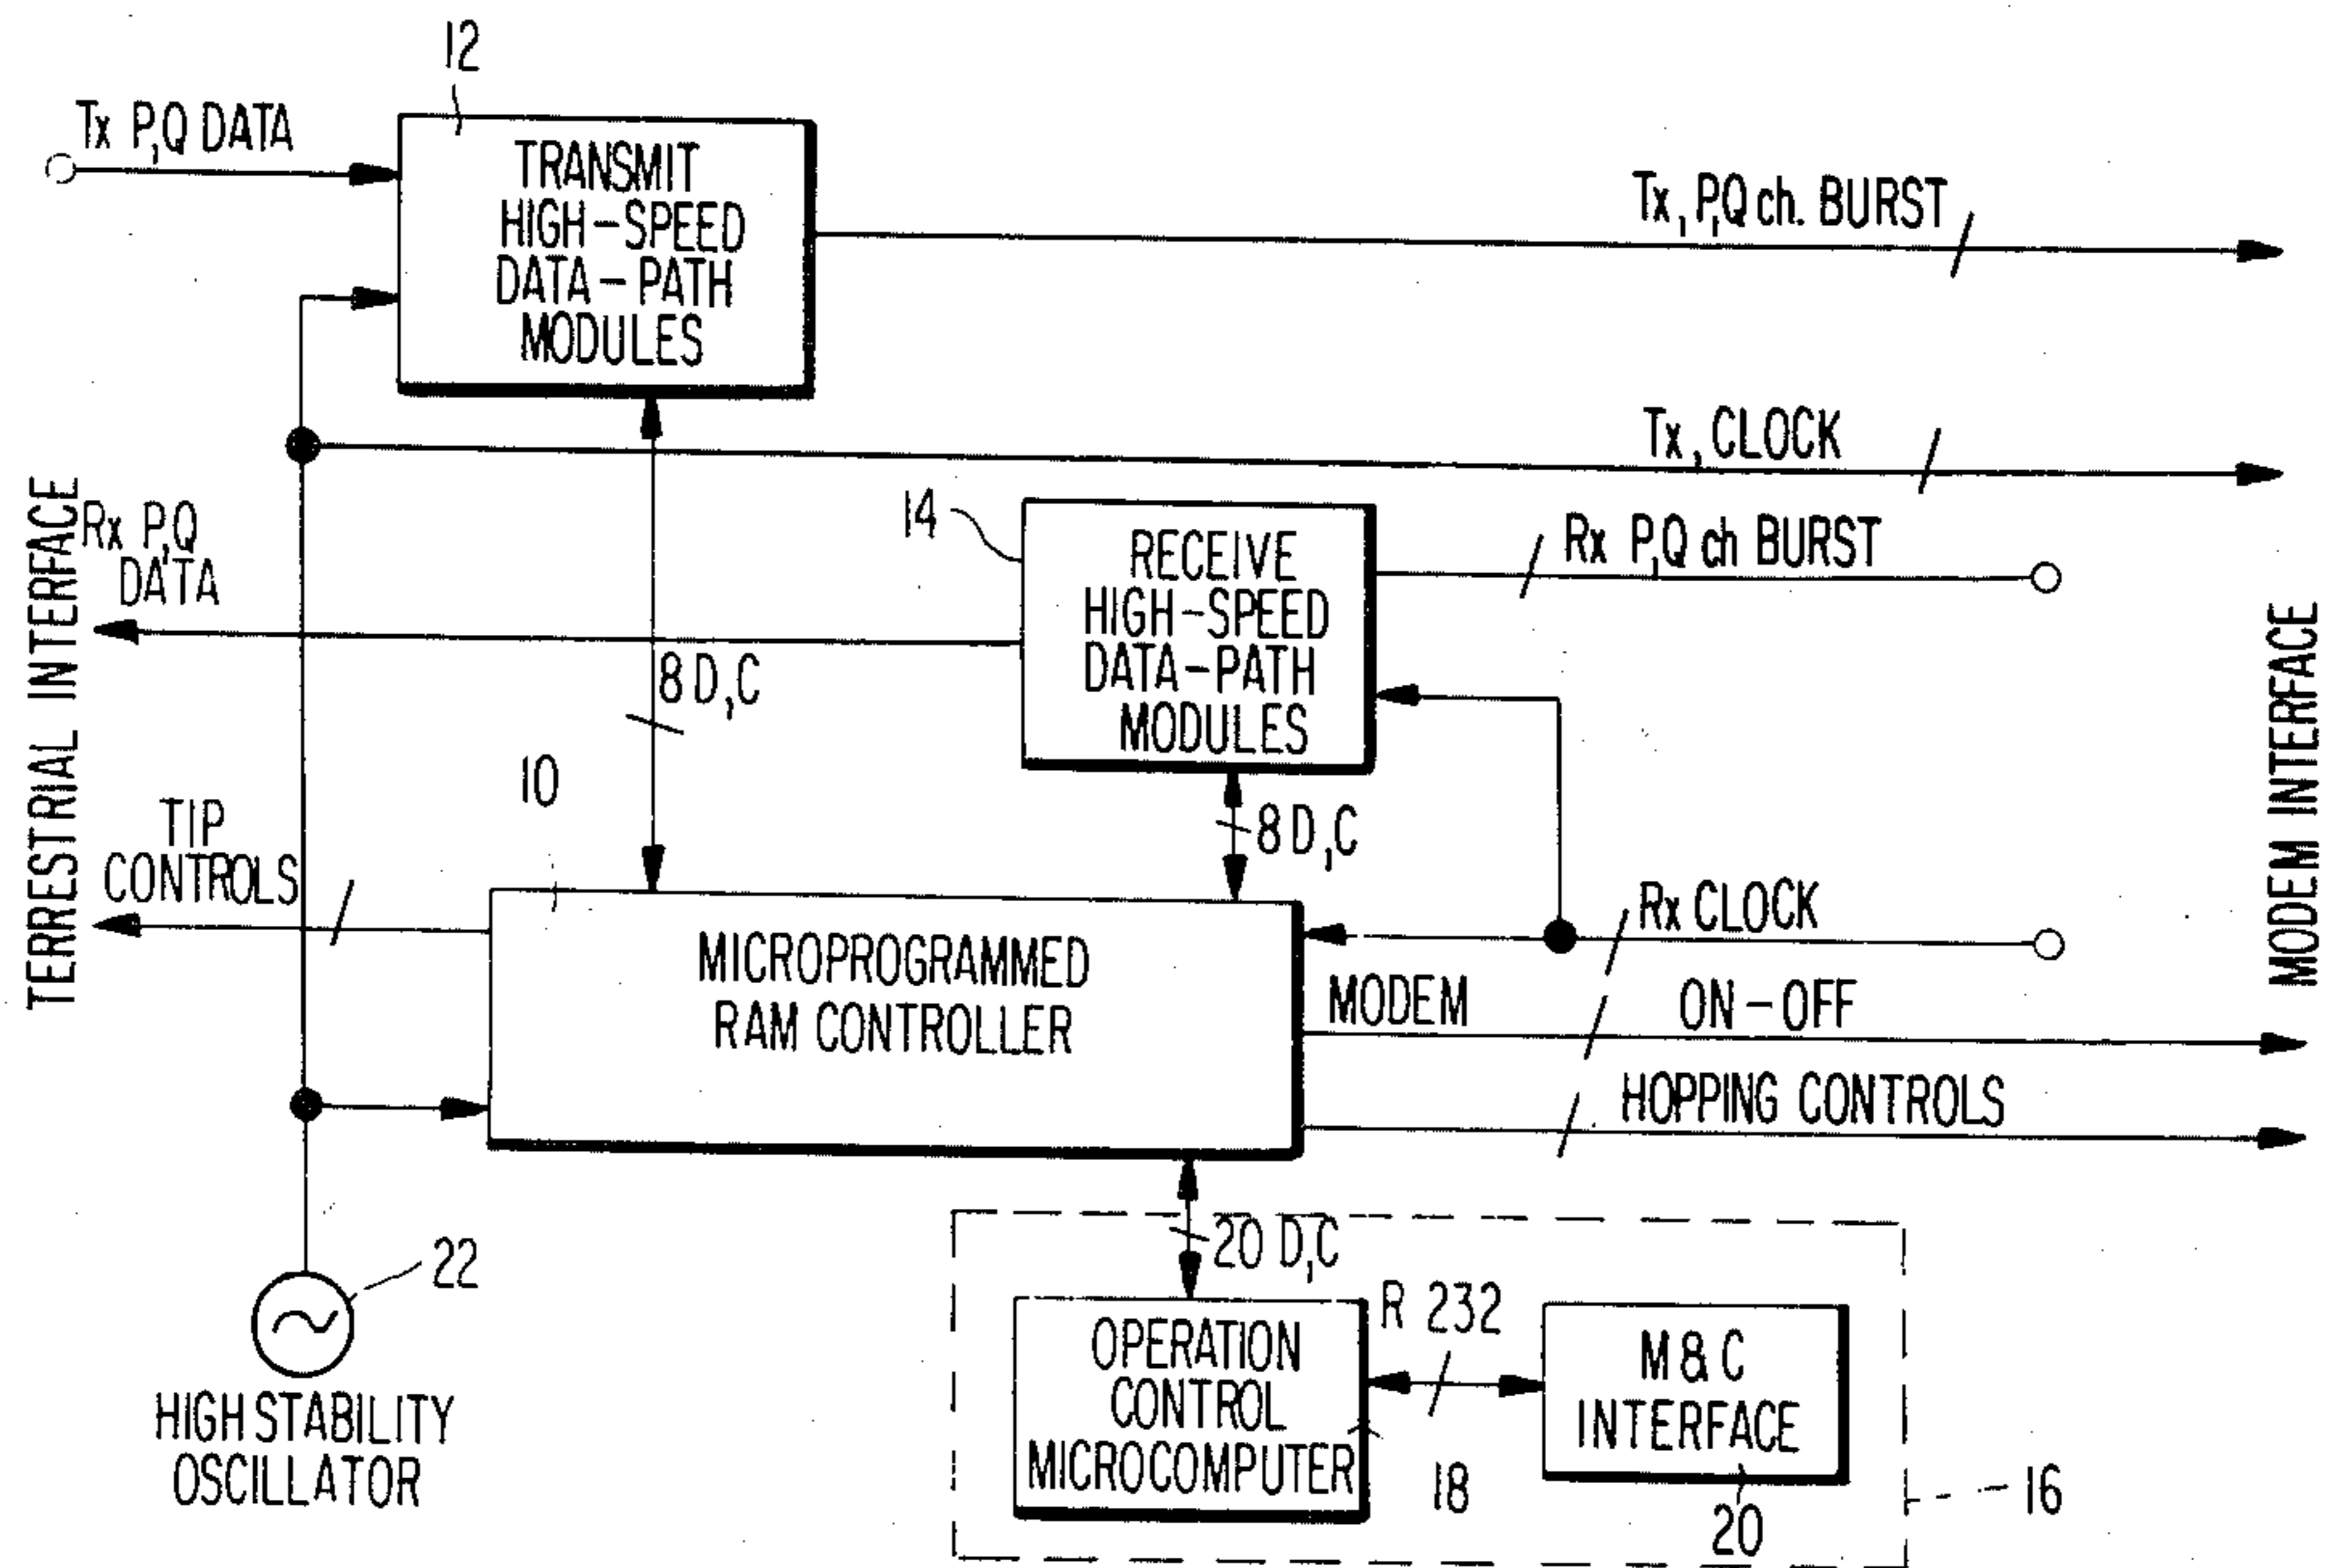 12
Tx P,Q DATA
TRANSMIT
HIGH-SPEED
DATA-PATH
MODULES
Tx, P,Q ch. BURST
Tx, CLOCK
TERRESTRIAL INTERFACE
Rx P,Q
DATA
14
RECEIVE
HIGH-SPEED
DATA-PATH
MODULES
Rx P,Q ch BURST
MODEM INTERFACE
8 D,C
10
8 D,C
TIP
CONTROLS
MICROPROGRAMMED
RAM CONTROLLER
Rx CLOCK
MODEM ON-OFF
HOPPING CONTROLS
20 D,C
22
HIGH STABILITY
OSCILLATOR
OPERATION
CONTROL
MICROCOMPUTER
R 232
M & C
INTERFACE
18
20
16